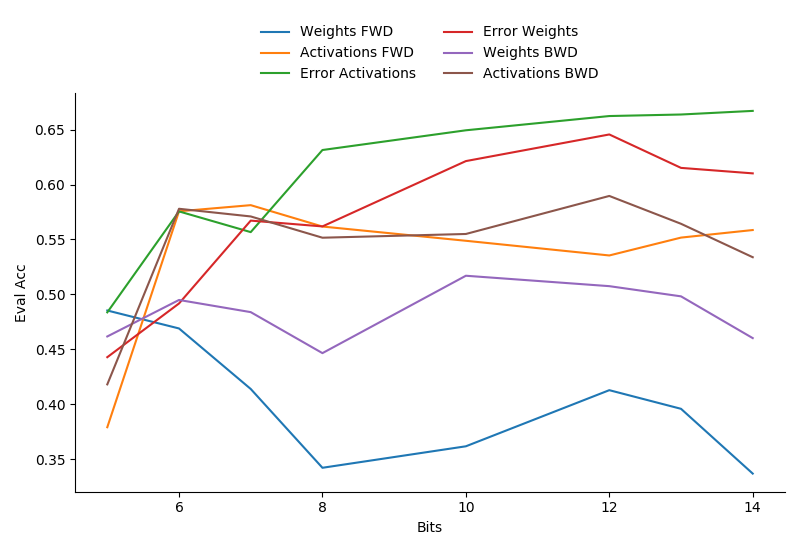 Weights FWD
Activations FWD
Error Activations
Error Weights
Weights BWD
Activations BWD
Eval Acc
0.65
0.60
0.55
0.50
0.45
0.40
0.35
6 8 10 12 14
Bits